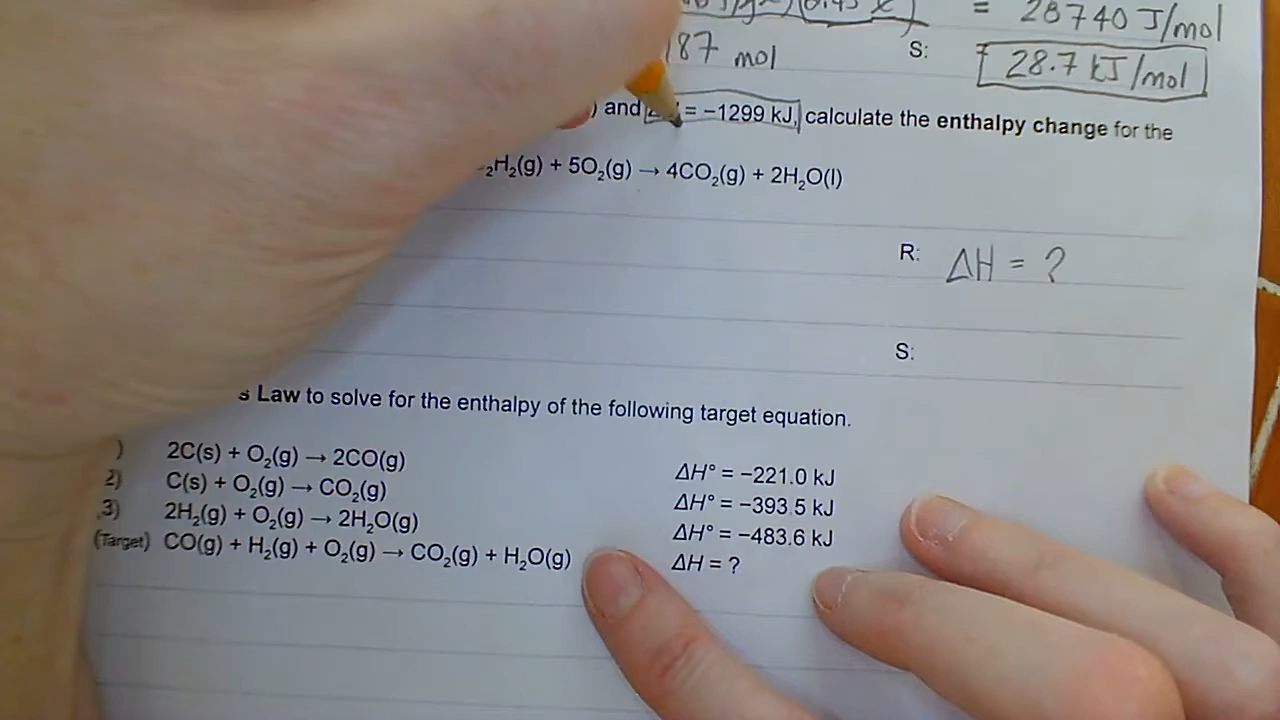 = 28740 J/mol
87 mol S: 28.7 kJ/mol
) and = −1299 kJ, calculate the enthalpy change for the
₂H₂(g) + 5O₂(g) → 4CO₂(g) + 2H₂O(l)
R: ΔH = ?
S:
s Law to solve for the enthalpy of the following target equation.
) 2C(s) + O₂(g) → 2CO(g) ΔH° = −221.0 kJ
2) C(s) + O₂(g) → CO₂(g) ΔH° = −393.5 kJ
3) 2H₂(g) + O₂(g) → 2H₂O(g) ΔH° = −483.6 kJ
(Target) CO(g) + H₂(g) + O₂(g) → CO₂(g) + H₂O(g) ΔH = ?